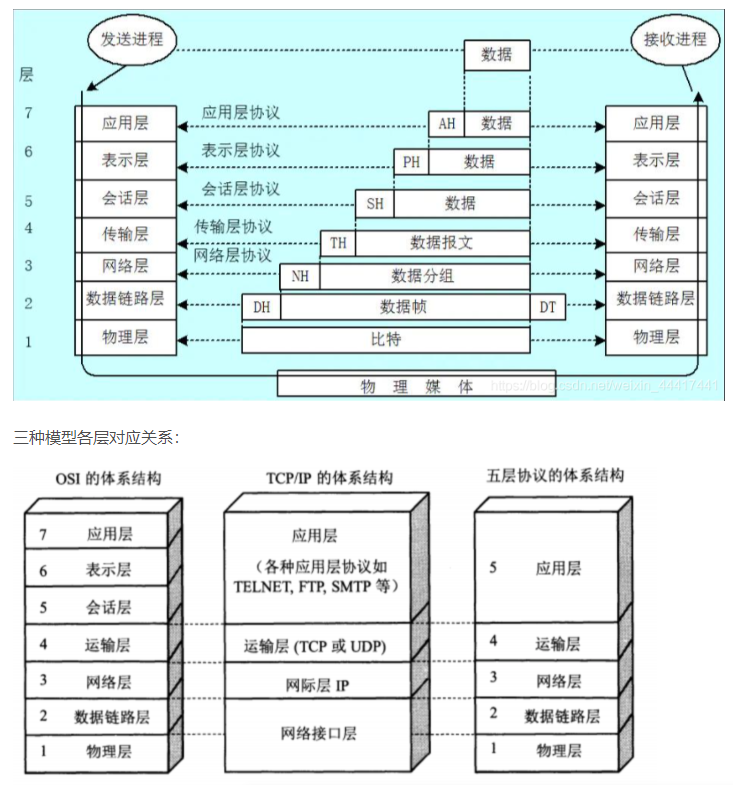 发送进程
数据
接收进程
层
7
应用层
应用层协议
AH
数据
应用层
6
表示层
表示层协议
PH
数据
表示层
5
会话层
会话层协议
SH
数据
会话层
4
传输层
传输层协议
TH
数据报文
传输层
3
网络层
网络层协议
NH
数据分组
网络层
2
数据链路层
DH
数据帧
DT
数据链路层
1
物理层
比特
物理层
物理媒体
https://blog.csdn.net/weixin_44417441
三种模型各层对应关系：
OSI 的体系结构
7 应用层
6 表示层
5 会话层
4 运输层
3 网络层
2 数据链路层
1 物理层
TCP/IP 的体系结构
应用层
（各种应用层协议如
TELNET, FTP, SMTP 等）
运输层 (TCP 或 UDP)
网际层 IP
网络接口层
五层协议的体系结构
5 应用层
4 运输层
3 网络层
2 数据链路层
1 物理层